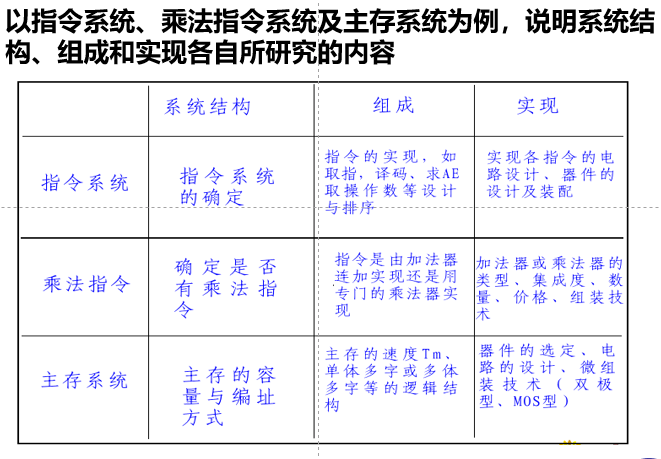 以指令系统、乘法指令系统及主存系统为例，说明系统结
构、组成和实现各自所研究的内容
系统结构
组成
实现
指令系统
指令系统
的确定
指令的实现，如
取指，译码、求AE
取操作数等设计
与排序
实现各指令的电
路设计、器件的
设计及装配
乘法指令
确定是否
有乘法指
令
指令是由加法器
连加实现还是用
专门的乘法器实
现
加法器或乘法器的
类型、集成度、数
量、价格、组装技
术
主存系统
主存的容
量与编址
方式
主存的速度Tm、
单体多字或多体
多字等的逻辑结
构
器件的选定、电
路的设计、微组
装技术（双极
型、MOS型）